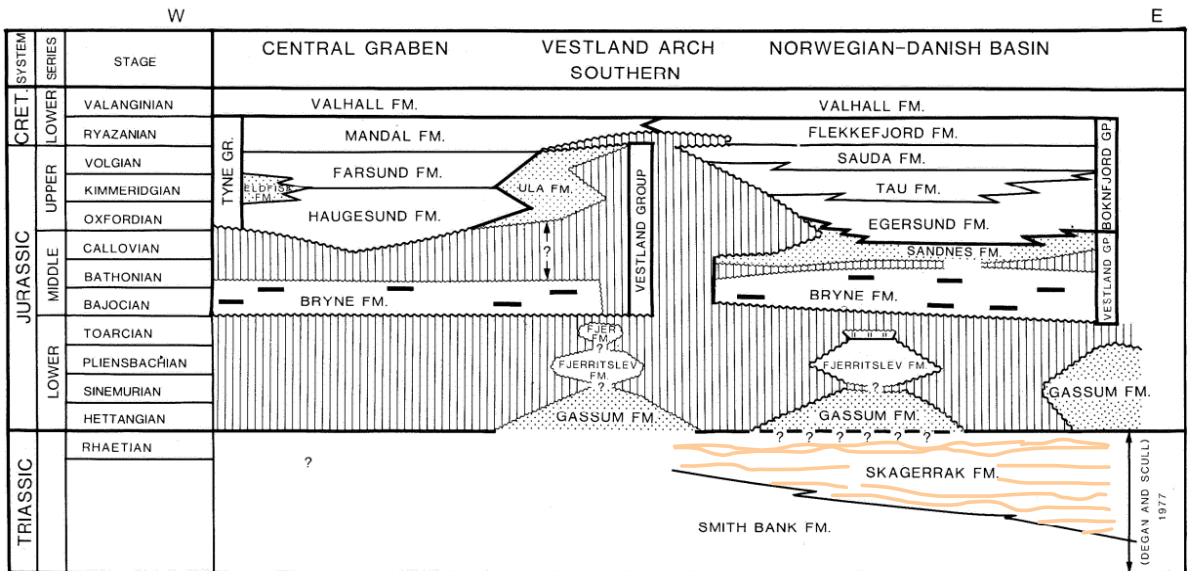 W
E
SYSTEM
SERIES
STAGE
CENTRAL GRABEN
VESTLAND ARCH
SOUTHERN
NORWEGIAN-DANISH BASIN
CRET.
LOWER
VALANGINIAN
VALHALL FM.
VALHALL FM.
RYAZANIAN
TYNE GR.
MANDAL FM.
FLEKKEFJORD FM.
BOKNFJORD GP.
JURASSIC
UPPER
VOLGIAN
FARSUND FM.
SAUDA FM.
KIMMERIDGIAN
ELDFISK
FM.
ULA FM.
TAU FM.
OXFORDIAN
HAUGESUND FM.
EGERSUND FM.
MIDDLE
CALLOVIAN
?
VESTLAND GROUP
SANDNES FM.
VESTLAND GP.
BATHONIAN
BAJOCIAN
BRYNE FM.
BRYNE FM.
LOWER
TOARCIAN
FJER
FM.
?
PLIENSBACHIAN
FJERRITSLEV
FM.
FJERRITSLEV FM.
SINEMURIAN
? ?
?
GASSUM FM.
HETTANGIAN
GASSUM FM.
GASSUM FM.
? ? ? ? ? ?
TRIASSIC
RHAETIAN
?
SKAGERRAK FM.
SMITH BANK FM.
(DEGAN AND SCULL)
1977